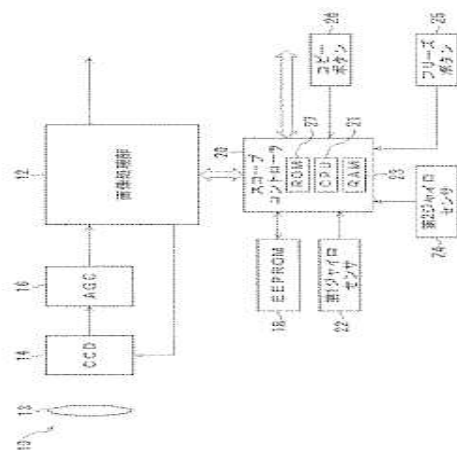 10
13
14
CCD
16
AGC
12
画像処理部
18
EEPROM
22
第1ジャイロ
センサ
20
スコープ
コントローラ
ROM
27
CPU
21
RAM
23
24
第2ジャイロ
センサ
26
コピー
ボタン
25
フリーズ
ボタン